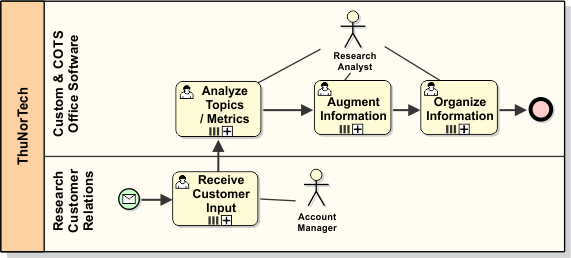 ThuNorTech
Custom & COTS
Office Software
Research
Analyst
Analyze
Topics
/ Metrics
Augment
Information
Organize
Information
Research
Customer
Relations
Receive
Customer
Input
Account
Manager